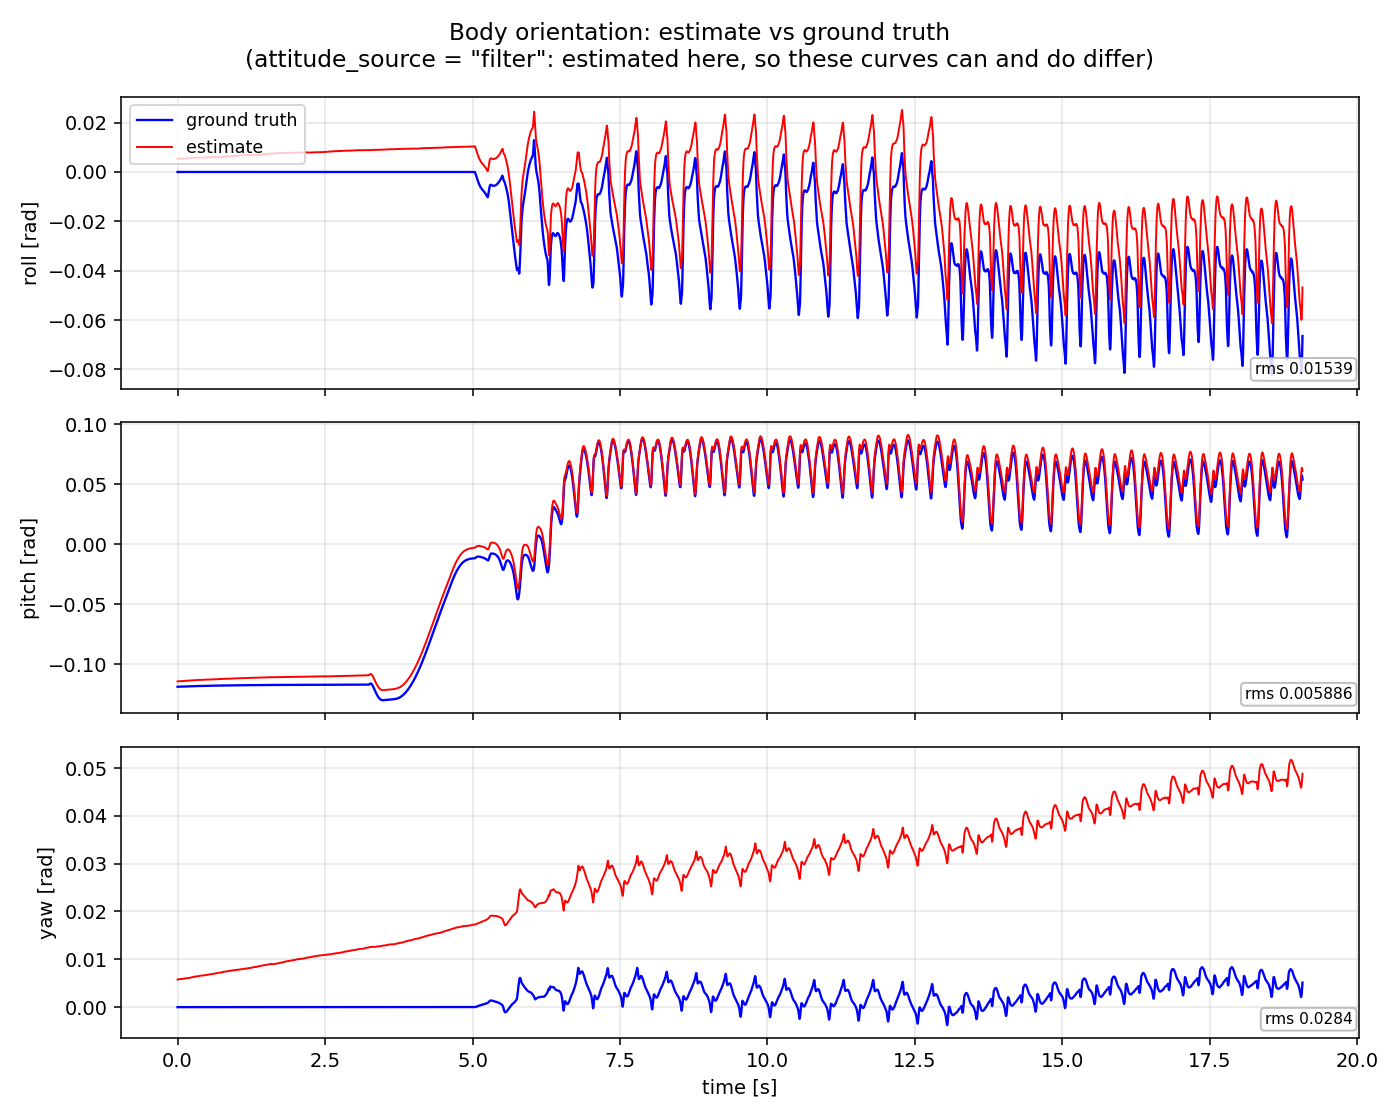 Body orientation: estimate vs ground truth
(attitude_source = "filter": estimated here, so these curves can and do differ)
ground truth
estimate
0.02
0.00
−0.02
−0.04
−0.06
−0.08
roll [rad]
rms 0.01539
0.10
0.05
0.00
−0.05
−0.10
pitch [rad]
rms 0.005886
0.05
0.04
0.03
0.02
0.01
0.00
yaw [rad]
rms 0.0284
0.0 2.5 5.0 7.5 10.0 12.5 15.0 17.5 20.0
time [s]